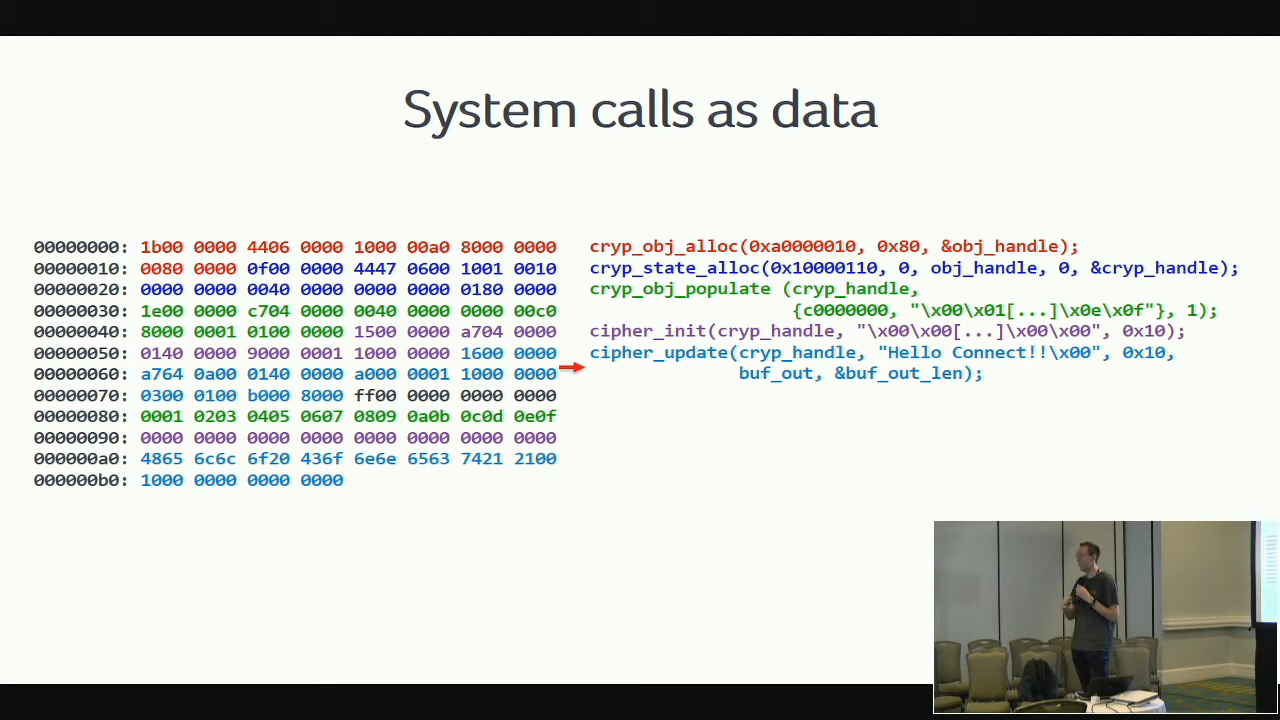 System calls as data
00000000: 1b00 0000 4406 0000 1000 00a0 8000 0000
00000010: 0080 0000 0f00 0000 4447 0600 1001 0010
00000020: 0000 0000 0040 0000 0000 0000 0180 0000
00000030: 1e00 0000 c704 0000 0040 0000 0000 00c0
00000040: 8000 0001 0100 0000 1500 0000 a704 0000
00000050: 0140 0000 9000 0001 1000 0000 1600 0000
00000060: a764 0a00 0140 0000 a000 0001 1000 0000
00000070: 0300 0100 b000 8000 ff00 0000 0000 0000
00000080: 0001 0203 0405 0607 0809 0a0b 0c0d 0e0f
00000090: 0000 0000 0000 0000 0000 0000 0000 0000
000000a0: 4865 6c6c 6f20 436f 6e6e 6563 7421 2100
000000b0: 1000 0000 0000 0000
cryp_obj_alloc(0xa0000010, 0x80, &obj_handle);
cryp_state_alloc(0x10000110, 0, obj_handle, 0, &cryp_handle);
cryp_obj_populate (cryp_handle,
{c0000000, "\x00\x01[...]\x0e\x0f"}, 1);
cipher_init(cryp_handle, "\x00\x00[...]\x00\x00", 0x10);
cipher_update(cryp_handle, "Hello Connect!!\x00", 0x10,
buf_out, &buf_out_len);